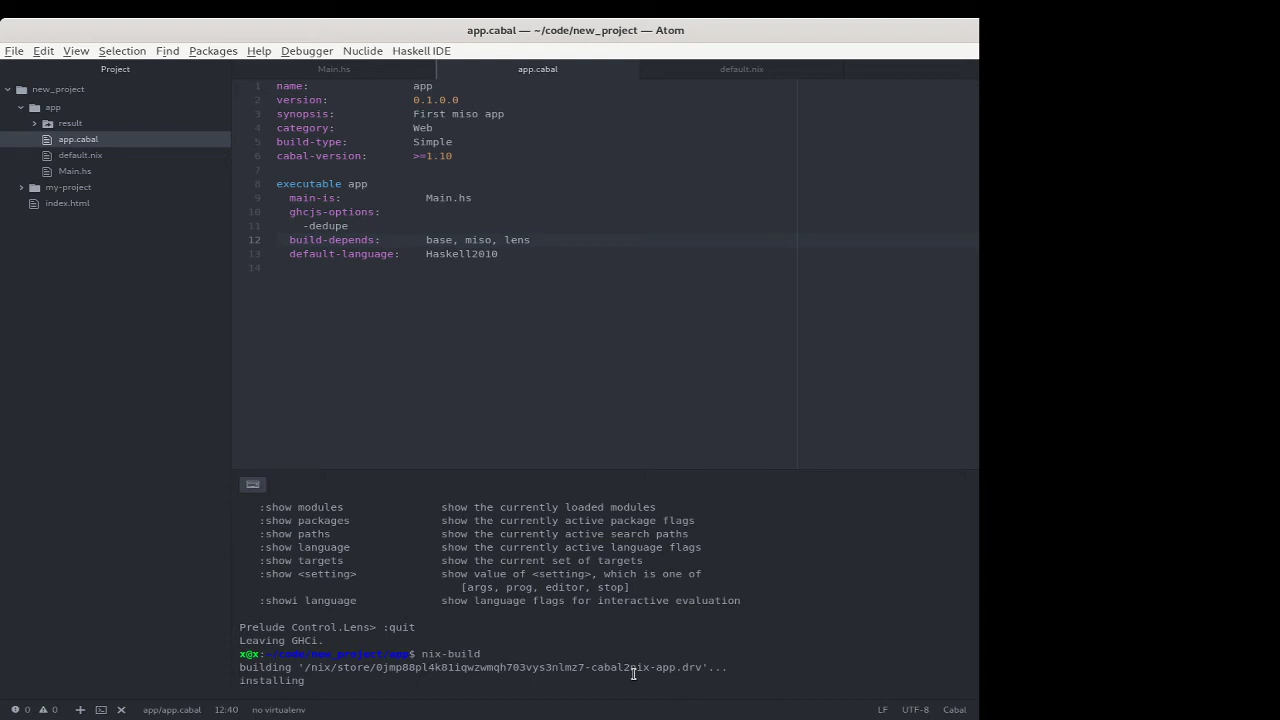 app.cabal — ~/code/new_project — Atom
File Edit View Selection Find Packages Help Debugger Nuclide Haskell IDE
Project
new_project
app
result
app.cabal
default.nix
Main.hs
my-project
index.html
Main.hs app.cabal default.nix
1 name: app
2 version: 0.1.0.0
3 synopsis: First miso app
4 category: Web
5 build-type: Simple
6 cabal-version: >=1.10
7
8 executable app
9 main-is: Main.hs
10 ghcjs-options:
11 -dedupe
12 build-depends: base, miso, lens
13 default-language: Haskell2010
14
:show modules show the currently loaded modules
:show packages show the currently active package flags
:show paths show the currently active search paths
:show language show the currently active language flags
:show targets show the current set of targets
:show <setting> show value of <setting>, which is one of
[args, prog, editor, stop]
:showi language show language flags for interactive evaluation
Prelude Control.Lens> :quit
Leaving GHCi.
x@x:~/code/new_project/app$ nix-build
building '/nix/store/0jmp88pl4k81iqwzwmqh703vys3nlmz7-cabal2nix-app.drv'...
installing
0 0 app/app.cabal 12:40 no virtualenv LF UTF-8 Cabal